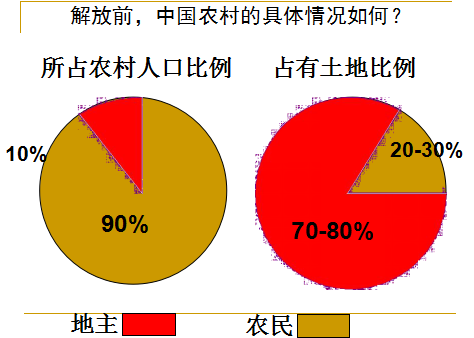 解放前，中国农村的具体情况如何？
所占农村人口比例 占有土地比例
10%
90%
20-30%
70-80%
地主 农民